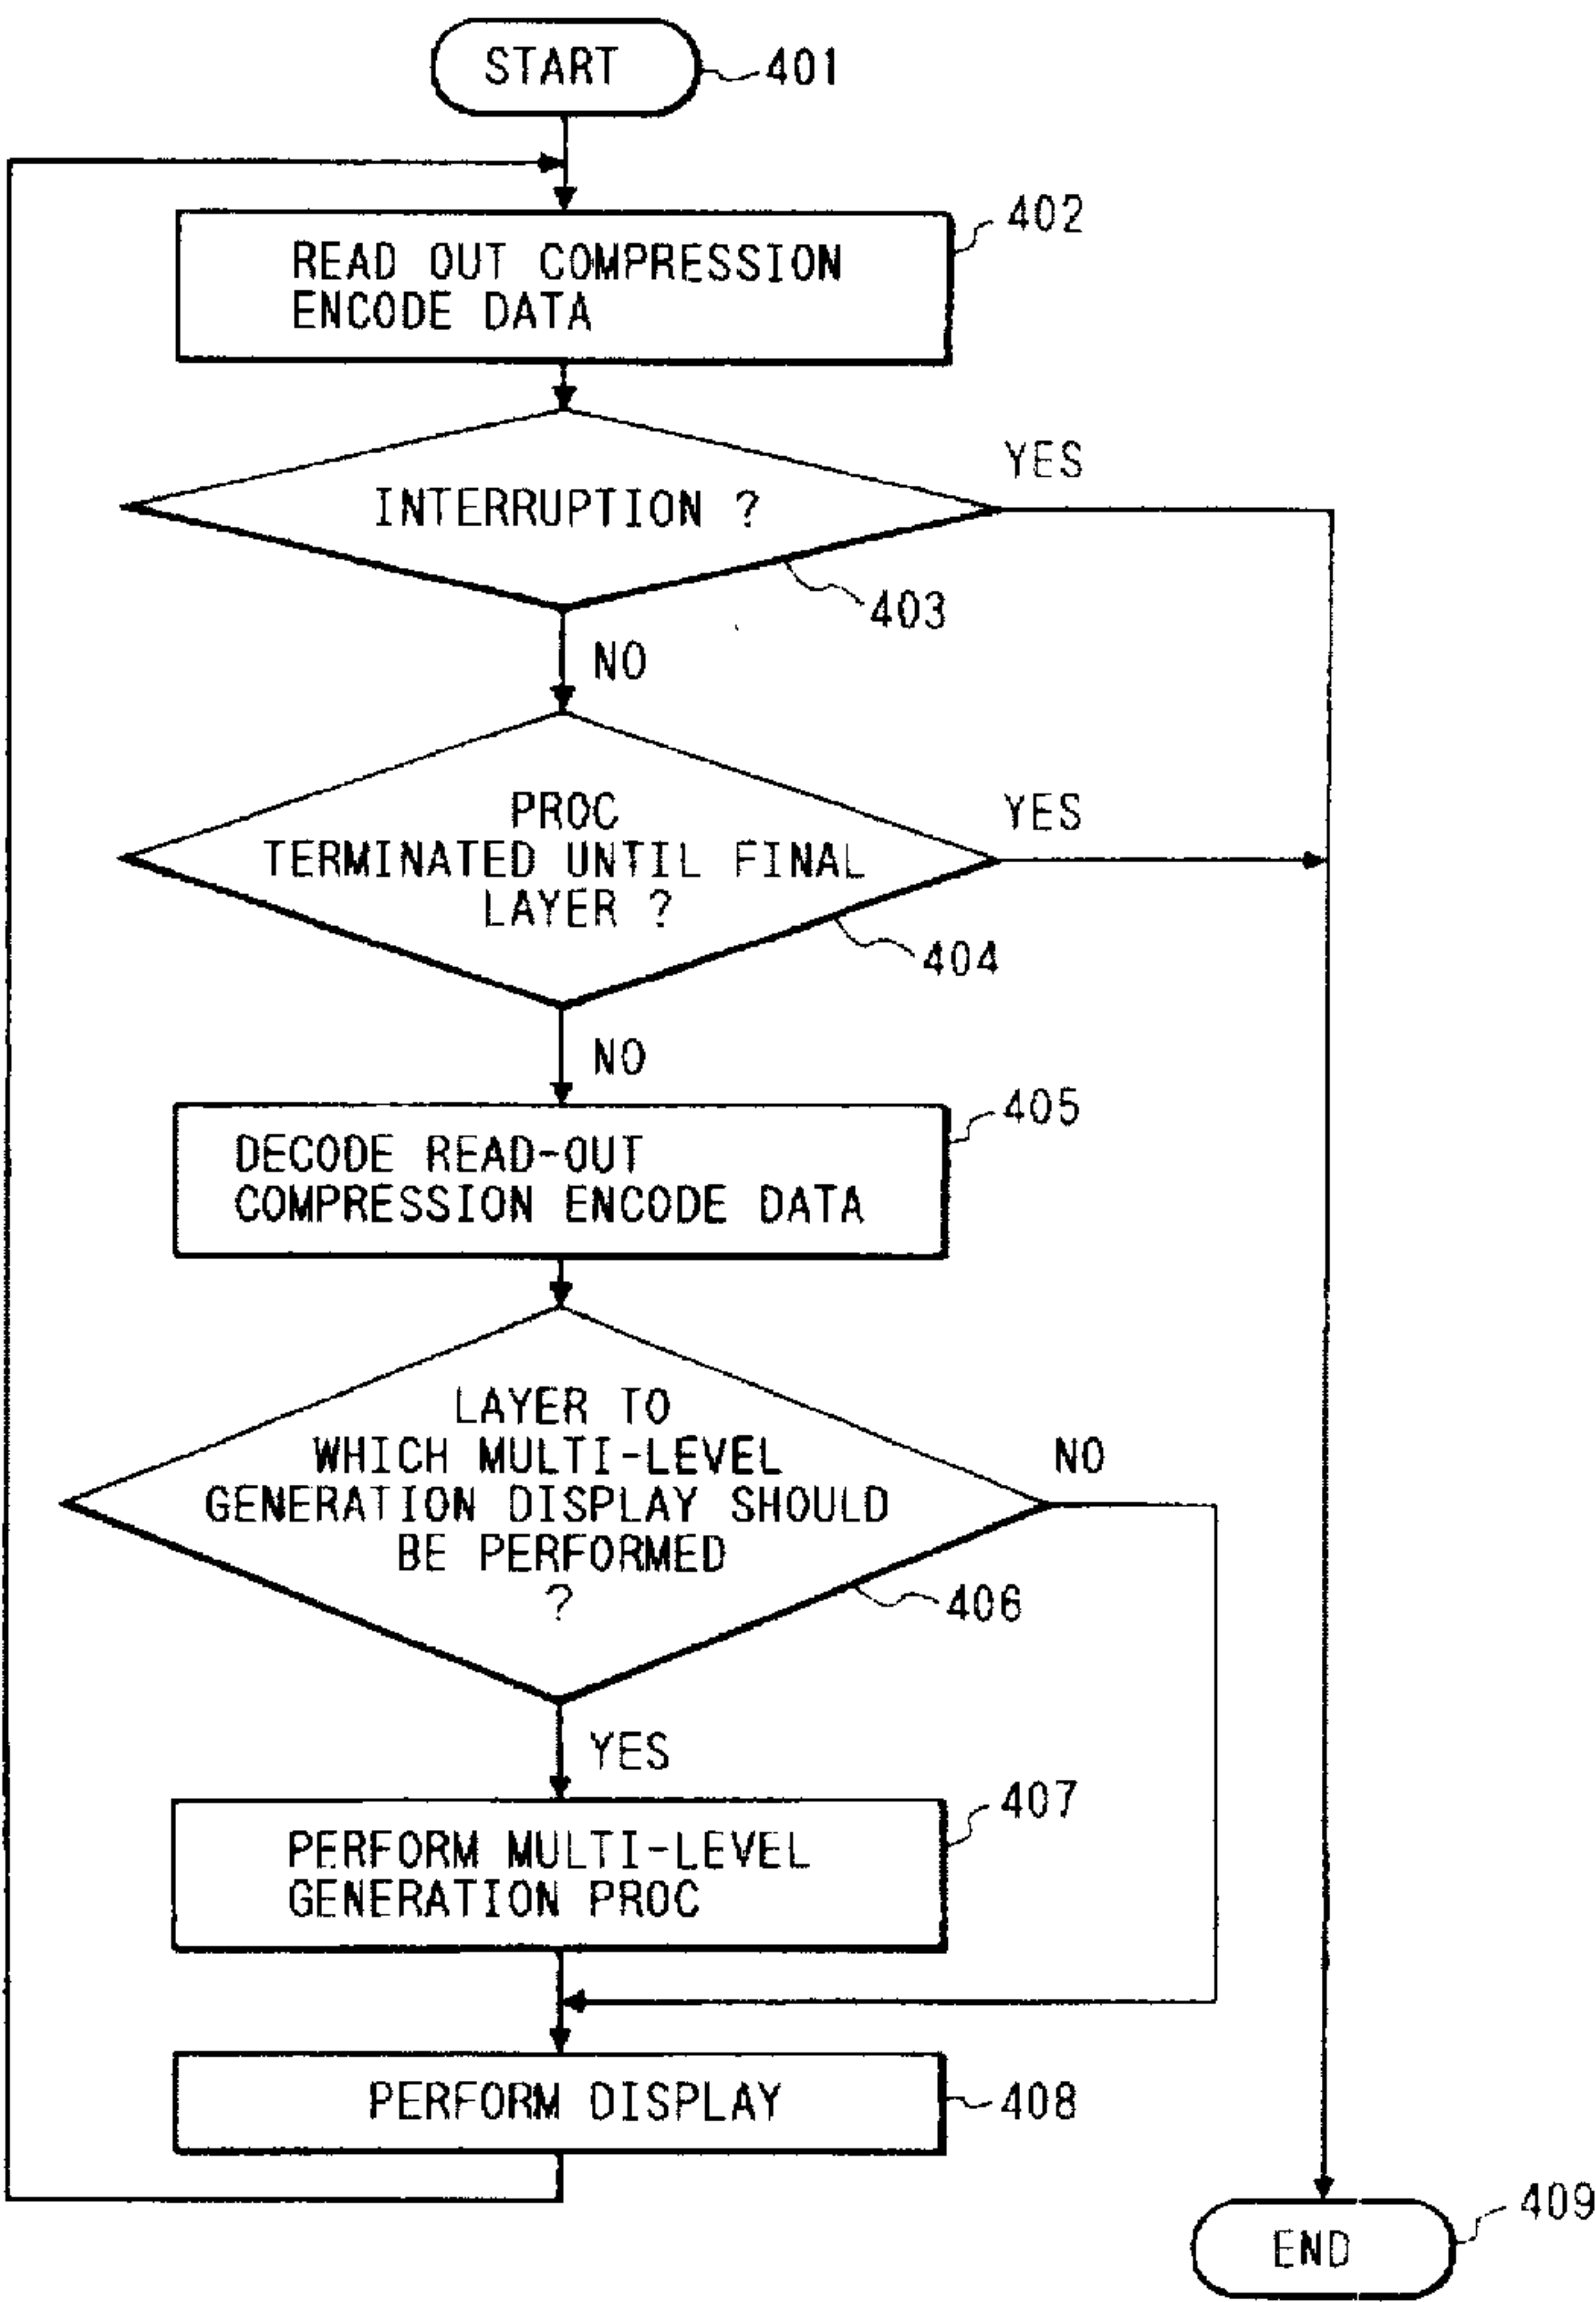 START
401
402
READ OUT COMPRESSION
ENCODE DATA
YES
INTERRUPTION ?
403
NO
PROC
TERMINATED UNTIL FINAL
LAYER ?
YES
404
NO
405
DECODE READ-OUT
COMPRESSION ENCODE DATA
LAYER TO
WHICH MULTI-LEVEL
GENERATION DISPLAY SHOULD
BE PERFORMED
?
NO
406
YES
407
PERFORM MULTI-LEVEL
GENERATION PROC
PERFORM DISPLAY
408
409
END